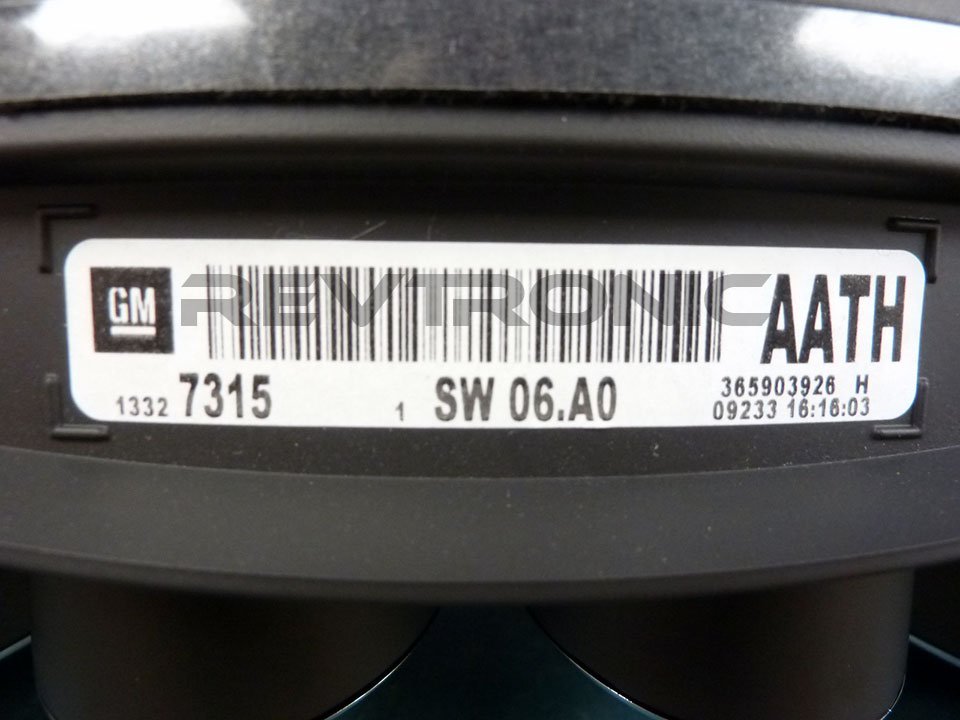 GM REVTRONIC AATH
1332 7315 1 SW 06.A0 365903926 H
09233 16:16:03